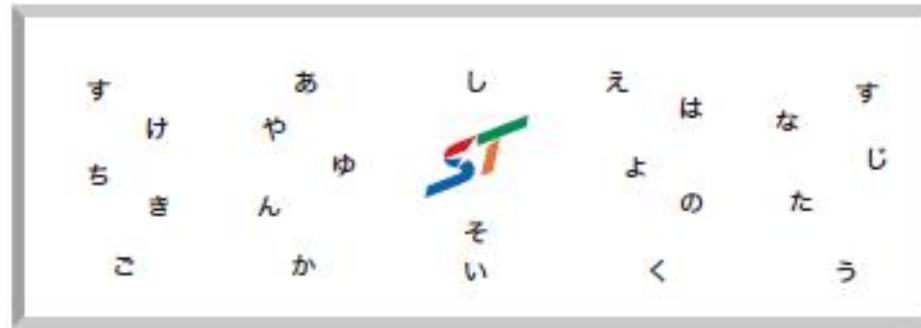 す あ し え す
は な
け や
ゆ ST よ じ
ち
き ん の た
そ
ご か い く う